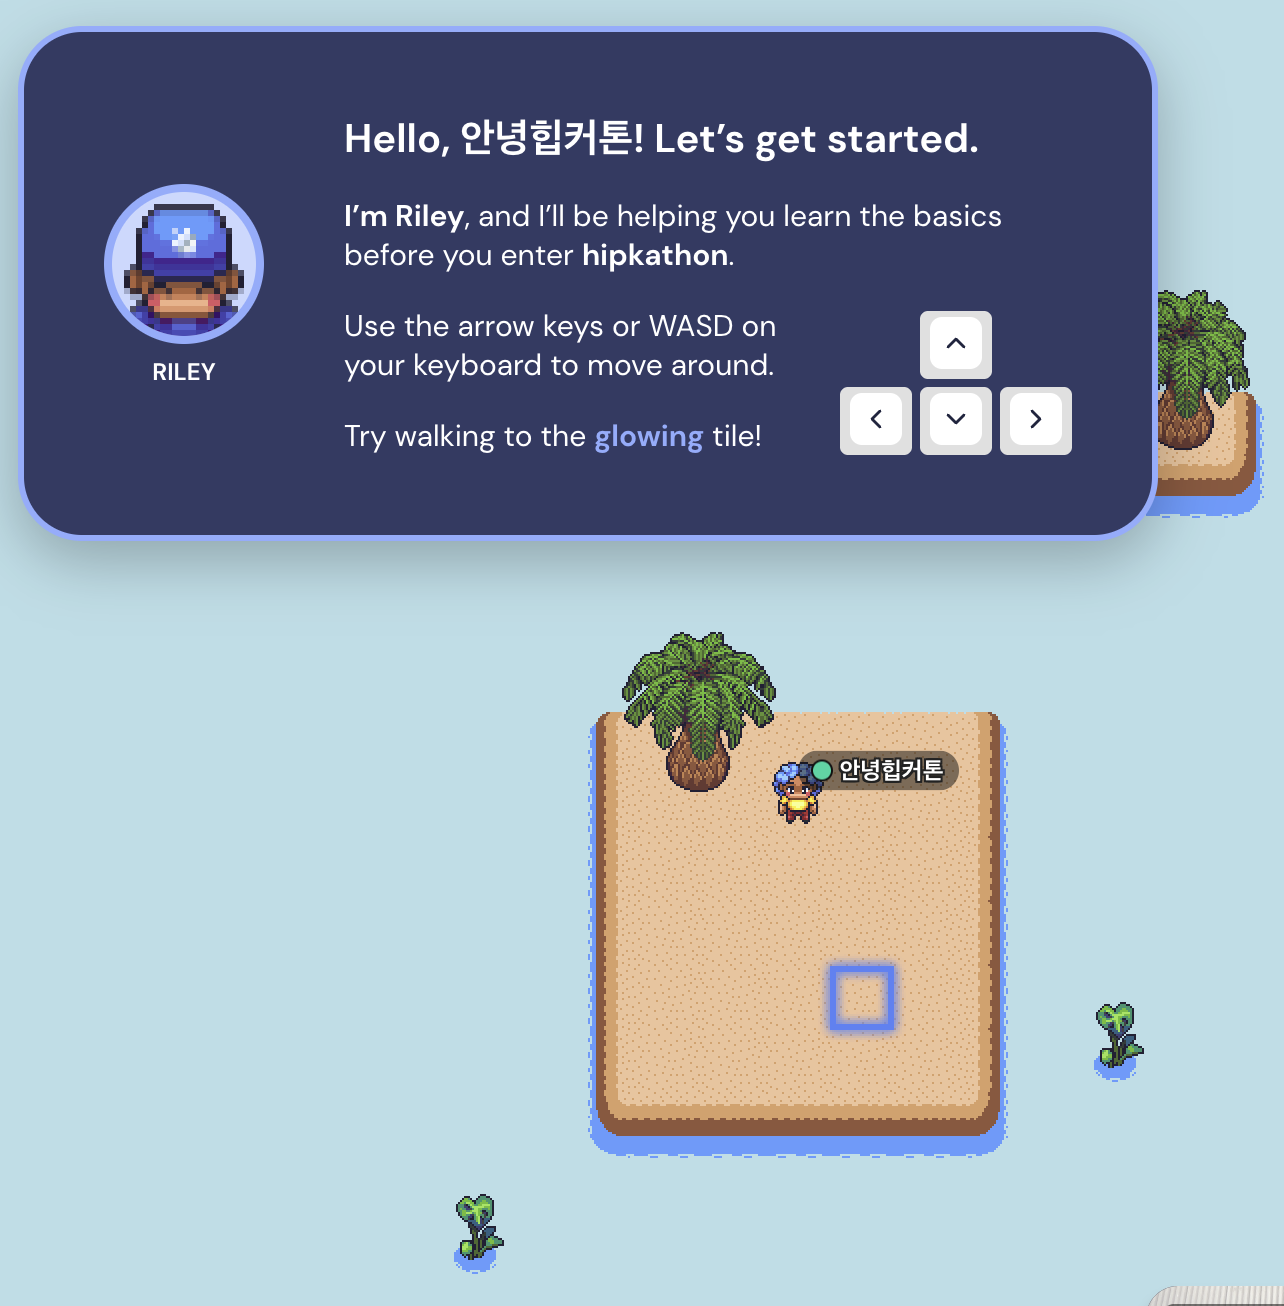 Hello, 안녕힙커톤! Let’s get started.
I’m Riley, and I’ll be helping you learn the basics
before you enter hipkathon.
Use the arrow keys or WASD on
your keyboard to move around.
Try walking to the glowing tile!
RILEY
안녕힙커톤